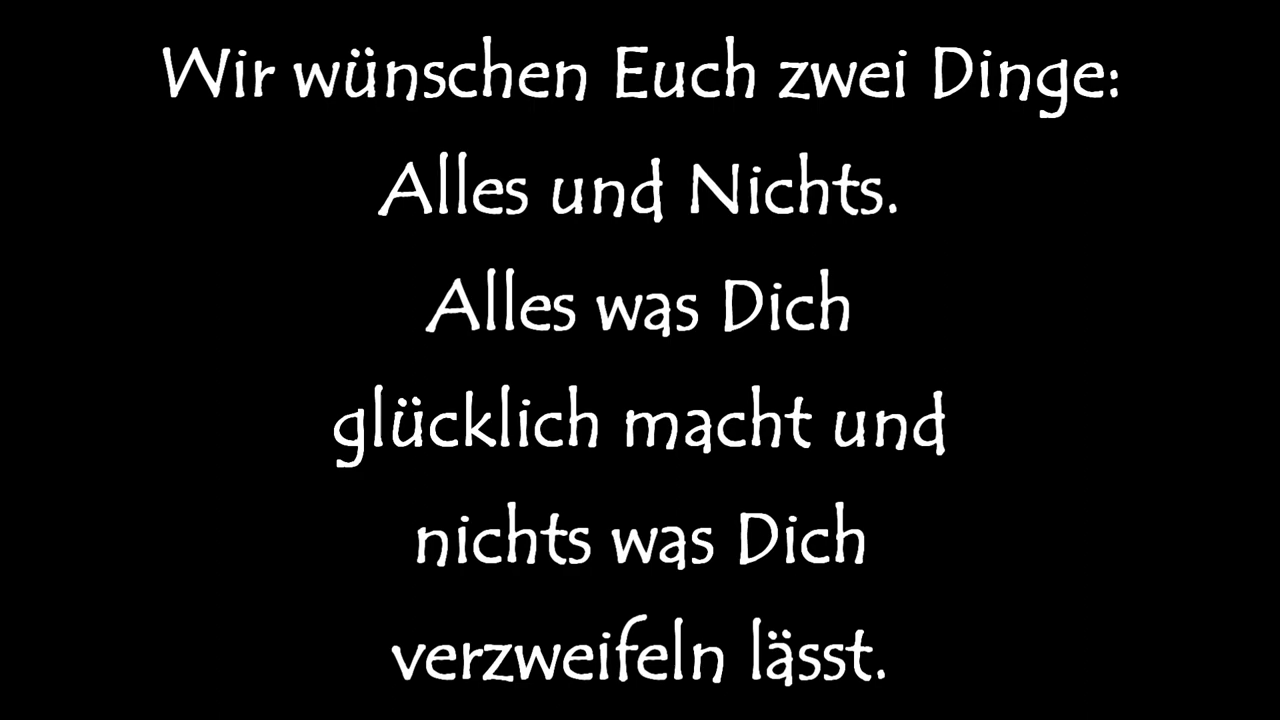 Wir wünschen Euch zwei Dinge:
Alles und Nichts.
Alles was Dich
glücklich macht und
nichts was Dich
verzweifeln lässt.